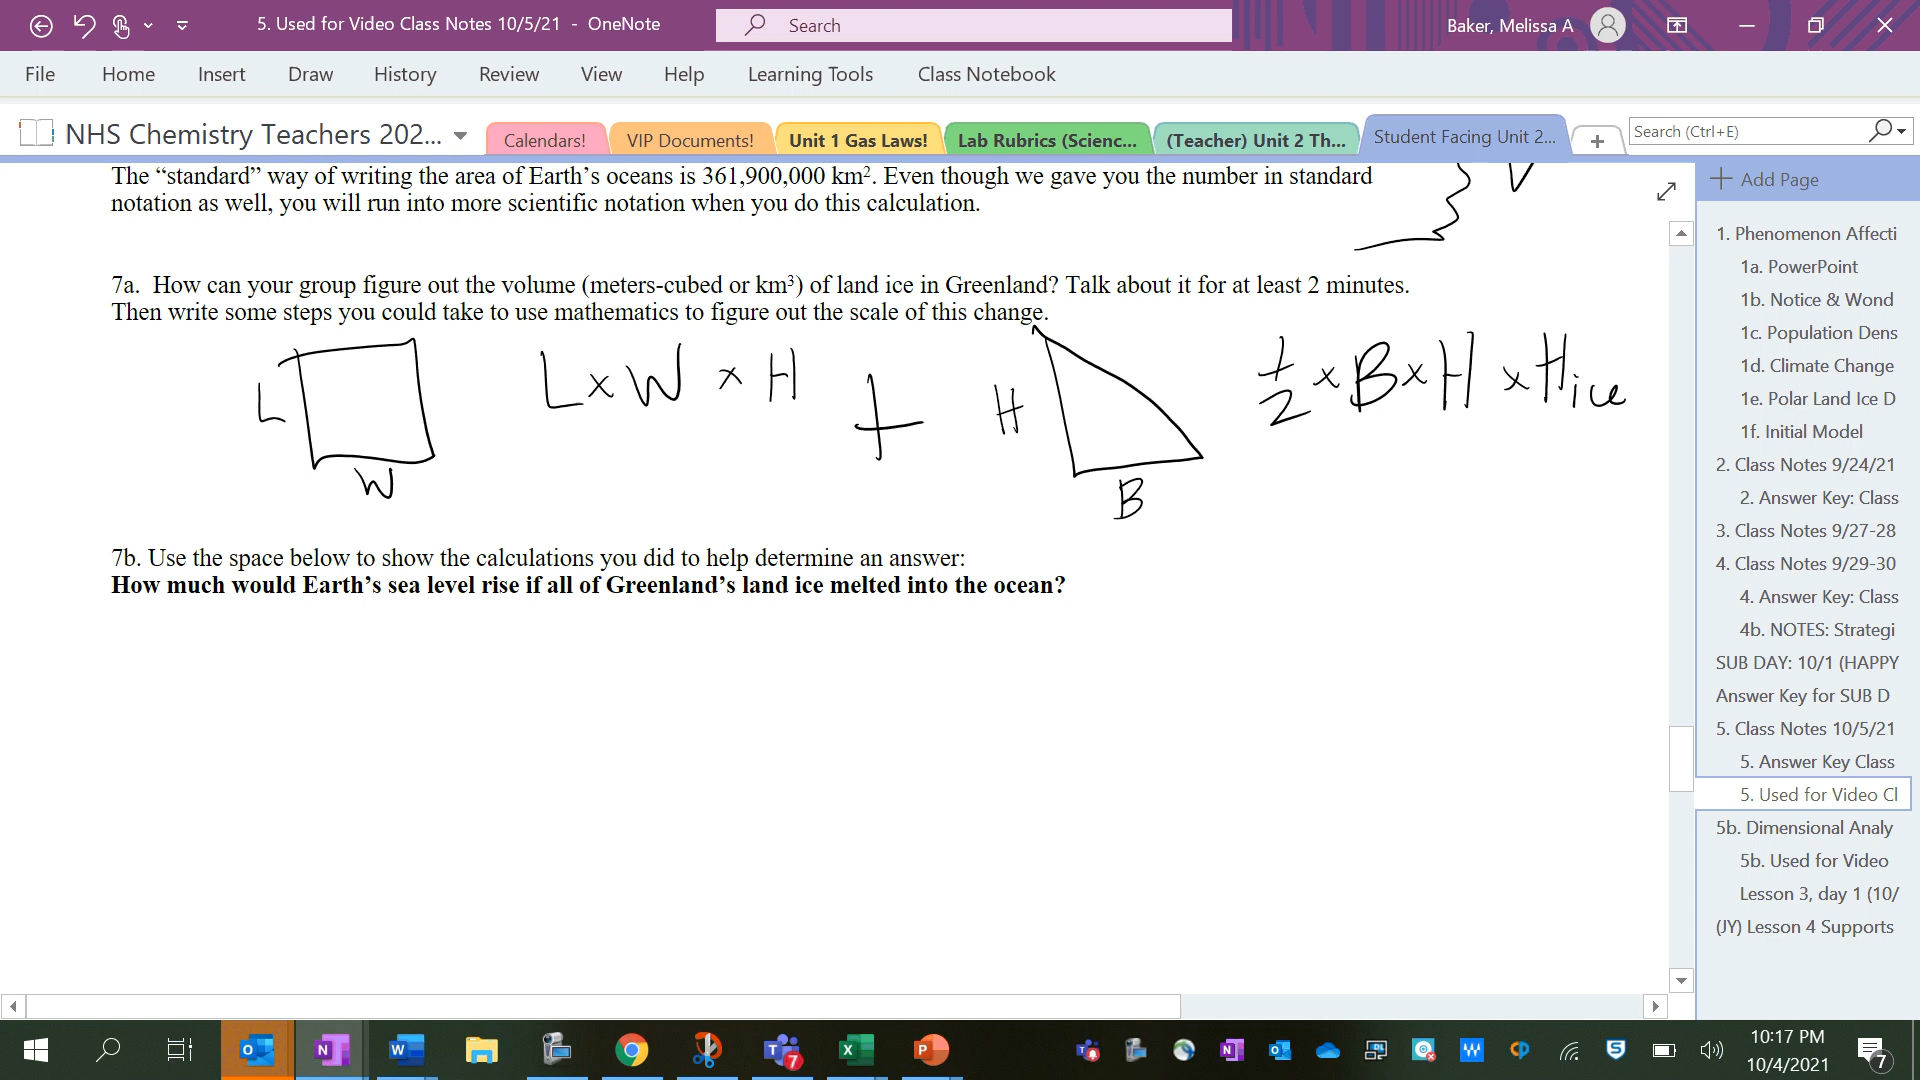 5. Used for Video Class Notes 10/5/21 - OneNote
Search
Baker, Melissa A
File Home Insert Draw History Review View Help Learning Tools Class Notebook
NHS Chemistry Teachers 202...
Calendars! VIP Documents! Unit 1 Gas Laws! Lab Rubrics (Scienc... (Teacher) Unit 2 Th... Student Facing Unit 2... +
Search (Ctrl+E)
The “standard” way of writing the area of Earth’s oceans is 361,900,000 km². Even though we gave you the number in standard
notation as well, you will run into more scientific notation when you do this calculation.
7a. How can your group figure out the volume (meters-cubed or km³) of land ice in Greenland? Talk about it for at least 2 minutes.
Then write some steps you could take to use mathematics to figure out the scale of this change.
L
W
L x W x H
+
H
B
1/2 x B x H x Hice
7b. Use the space below to show the calculations you did to help determine an answer:
How much would Earth’s sea level rise if all of Greenland’s land ice melted into the ocean?
Add Page
1. Phenomenon Affecti
1a. PowerPoint
1b. Notice & Wond
1c. Population Dens
1d. Climate Change
1e. Polar Land Ice D
1f. Initial Model
2. Class Notes 9/24/21
2. Answer Key: Class
3. Class Notes 9/27-28
4. Class Notes 9/29-30
4. Answer Key: Class
4b. NOTES: Strategi
SUB DAY: 10/1 (HAPPY
Answer Key for SUB D
5. Class Notes 10/5/21
5. Answer Key Class
5. Used for Video Cl
5b. Dimensional Analy
5b. Used for Video
Lesson 3, day 1 (10/
(JY) Lesson 4 Supports
10:17 PM
10/4/2021
7
7